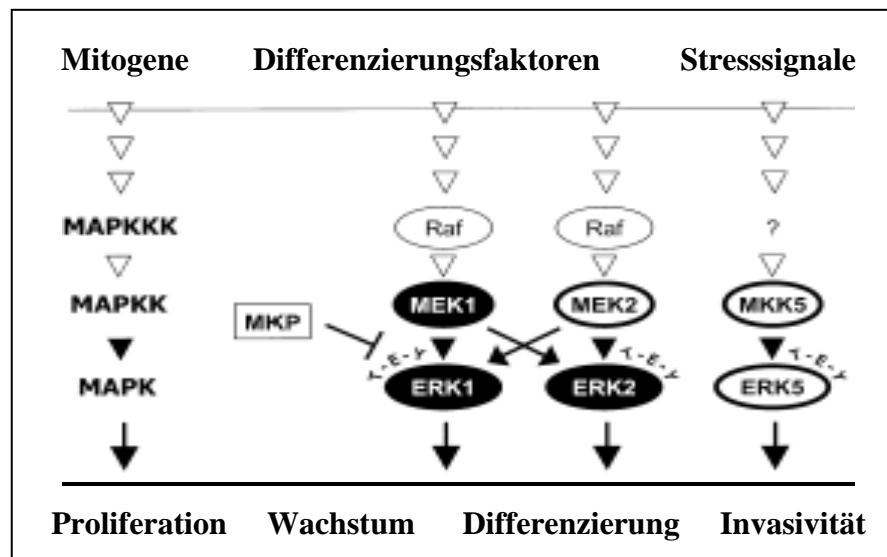 Mitogene Differenzierungsfaktoren Stresssignale
MAPKKK Raf Raf ?
MAPKK MEK1 MEK2 MKK5
MKP
T-E-Y T-E-Y T-E-Y
MAPK ERK1 ERK2 ERK5
Proliferation Wachstum Differenzierung Invasivität